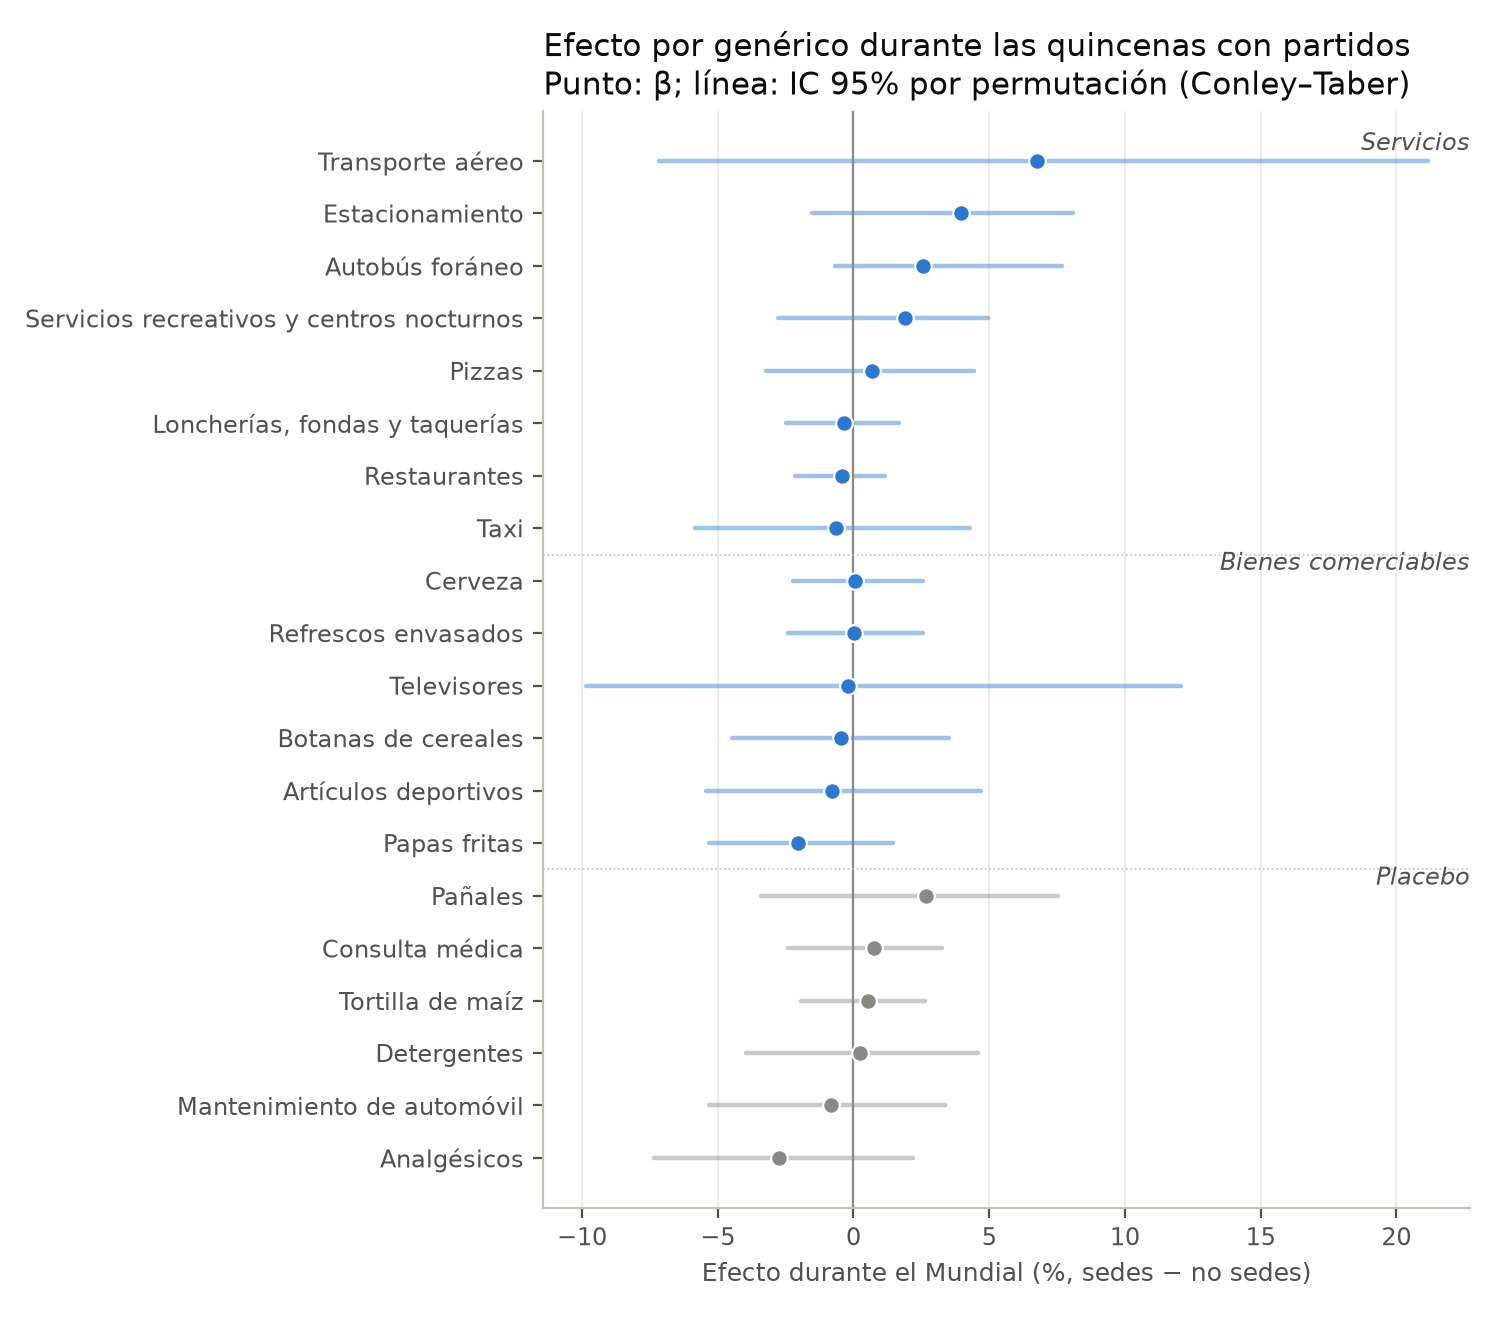 Efecto por genérico durante las quincenas con partidos
Punto: β; línea: IC 95% por permutación (Conley–Taber)
Servicios
Transporte aéreo
Estacionamiento
Autobús foráneo
Servicios recreativos y centros nocturnos
Pizzas
Loncherías, fondas y taquerías
Restaurantes
Taxi
Bienes comerciables
Cerveza
Refrescos envasados
Televisores
Botanas de cereales
Artículos deportivos
Papas fritas
Placebo
Pañales
Consulta médica
Tortilla de maíz
Detergentes
Mantenimiento de automóvil
Analgésicos
−10 −5 0 5 10 15 20
Efecto durante el Mundial (%, sedes − no sedes)